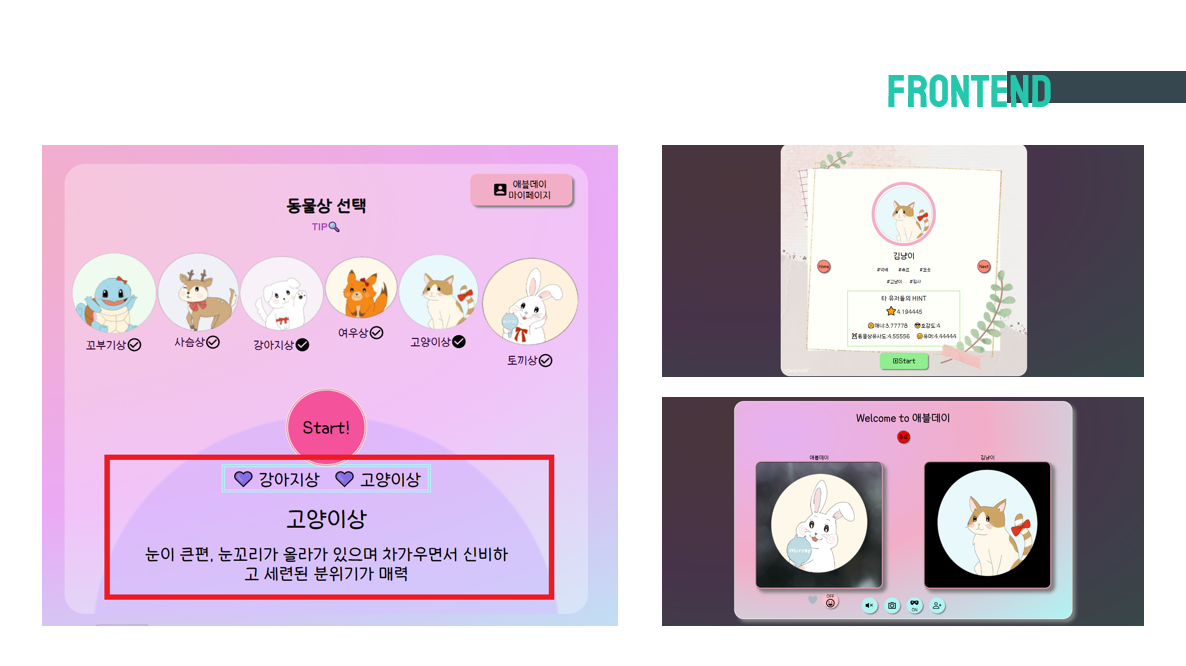 FRONTEND
애블데이
마이페이지
동물상 선택
TIP
꼬부기상
사슴상
강아지상
여우상
고양이상
토끼상
Start!
강아지상 고양이상
고양이상
눈이 큰편, 눈꼬리가 올라가 있으며 차가우면서 신비하
고 세련된 분위기가 매력
김냥이
Next
#고냥이 #집사
타 유저들의 HINT
4.194445
매너:3.77778 호감도:4
동물상유사도:4.55556 유머:4.44444
Start
Welcome to 애블데이
애블데이
김냥이
OFF
ON